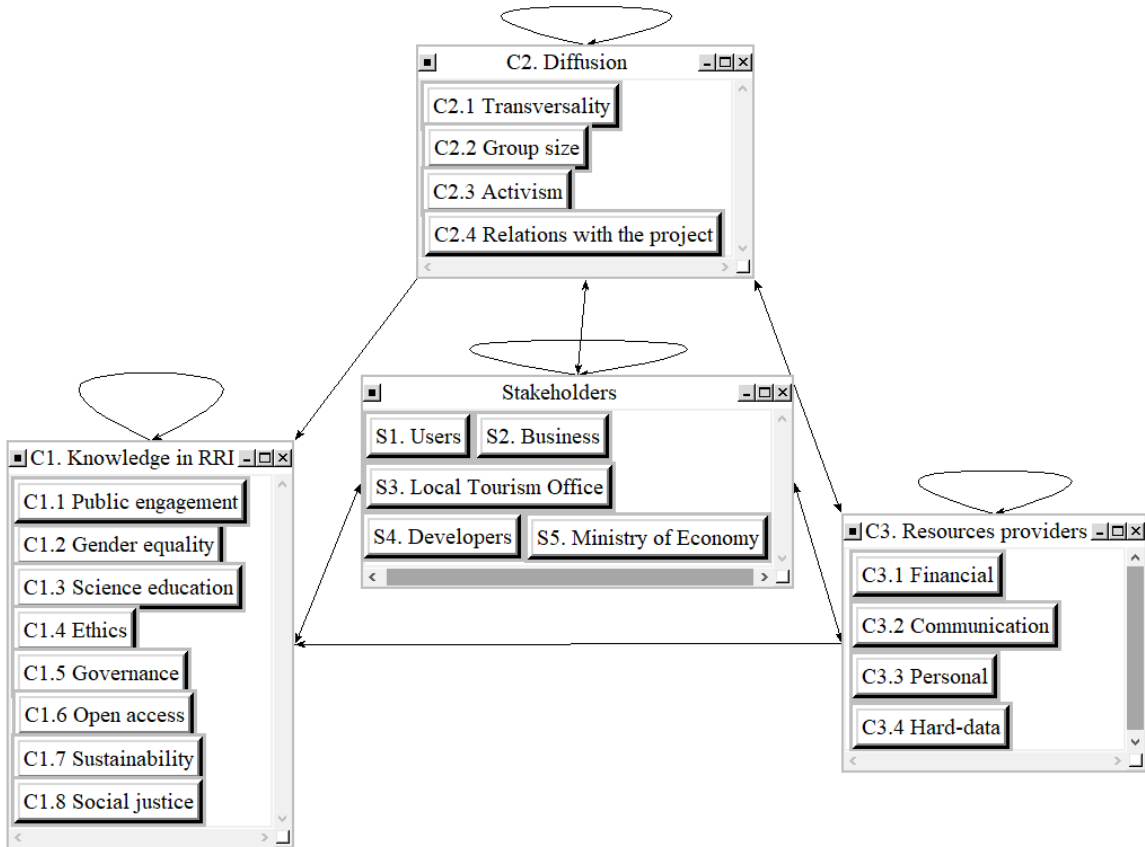 C2. Diffusion
C2.1 Transversality
C2.2 Group size
C2.3 Activism
C2.4 Relations with the project
Stakeholders
S1. Users S2. Business
S3. Local Tourism Office
S4. Developers S5. Ministry of Economy
C1. Knowledge in RRI
C1.1 Public engagement
C1.2 Gender equality
C1.3 Science education
C1.4 Ethics
C1.5 Governance
C1.6 Open access
C1.7 Sustainability
C1.8 Social justice
C3. Resources providers
C3.1 Financial
C3.2 Communication
C3.3 Personal
C3.4 Hard-data